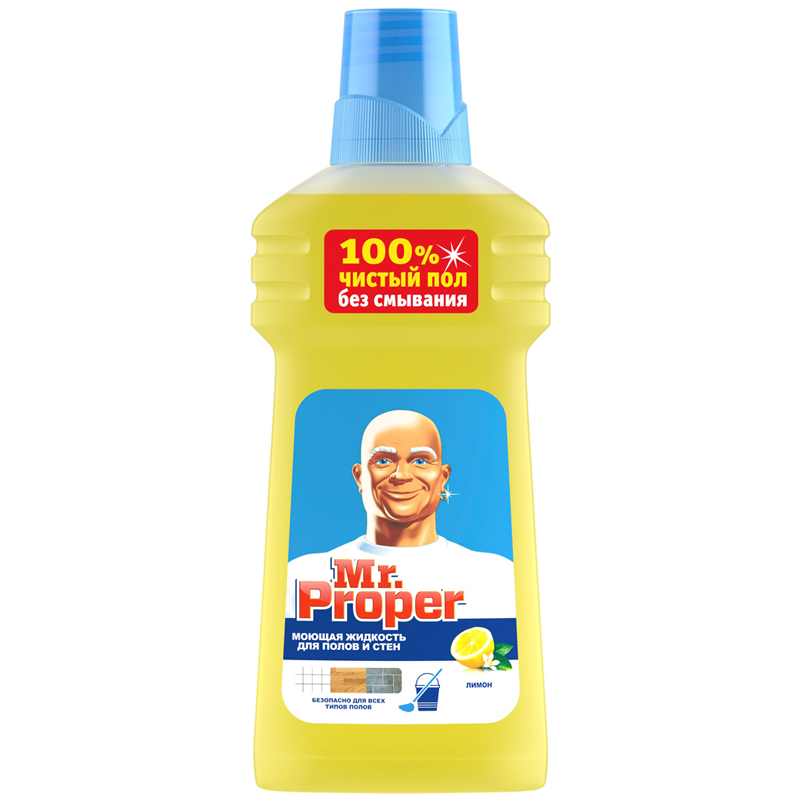 100%
ЧИСТЫЙ ПОЛ
БЕЗ СМЫВАНИЯ
Mr.
Proper
МОЮЩАЯ ЖИДКОСТЬ
ДЛЯ ПОЛОВ И СТЕН
ЛИМОН
БЕЗОПАСНО ДЛЯ ВСЕХ
ТИПОВ ПОЛОВ